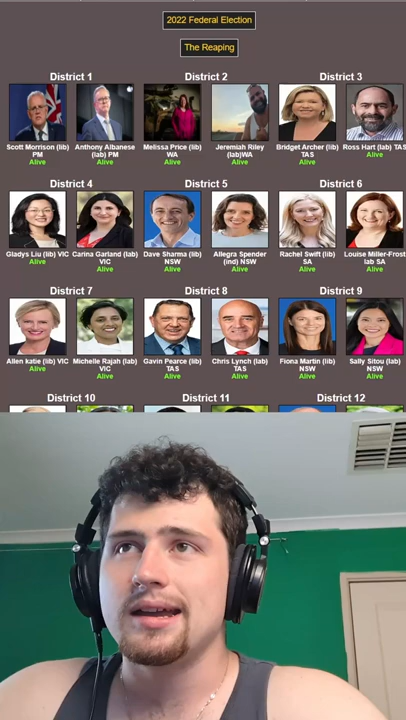 2022 Federal Election
The Reaping
District 1
District 2
District 3
Scott Morrison (lib) PM
Alive
Anthony Albanese (lab) PM
Alive
Melissa Price (lib) WA
Alive
Jeremiah Riley (lab)WA
Alive
Bridget Archer (lib) TAS
Alive
Ross Hart (lab) TAS
Alive
District 4
District 5
District 6
Gladys Liu (lib) VIC
Alive
Carina Garland (lab) VIC
Alive
Dave Sharma (lib) NSW
Alive
Allegra Spender (ind) NSW
Alive
Rachel Swift (lib) SA
Alive
Louise Miller-Frost lab SA
Alive
District 7
District 8
District 9
Allen katie (lib) VIC
Alive
Michelle Rajah (lab) VIC
Alive
Gavin Pearce (lib) TAS
Alive
Chris Lynch (lab) TAS
Alive
Fiona Martin (lib) NSW
Alive
Sally Sitou (lab) NSW
Alive
District 10
District 11
District 12